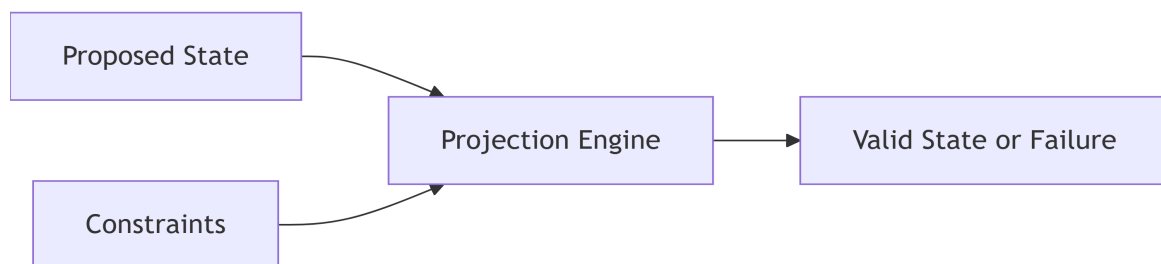 Proposed State
Projection Engine
Valid State or Failure
Constraints